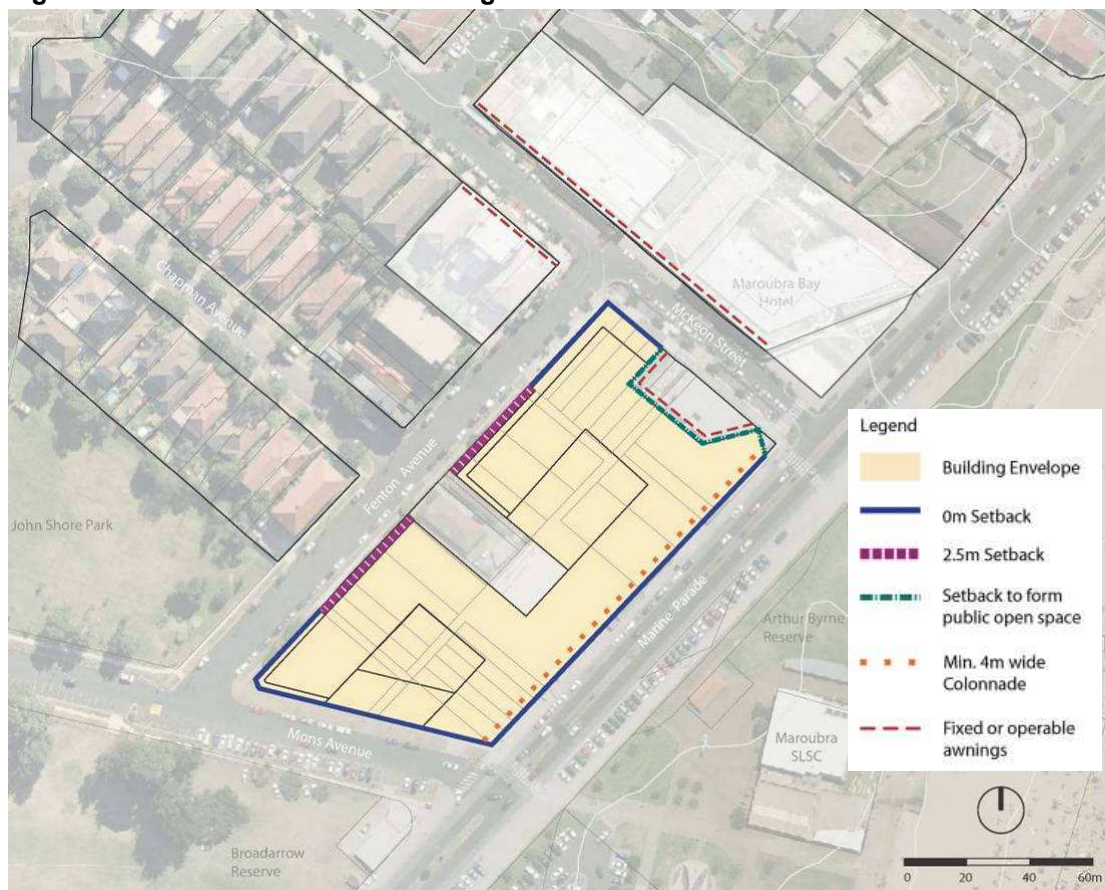 Chapman Avenue
Maroubra Bay
Hotel
McKeon Street
Fenton Avenue
John Shore Park
Marine Parade
Arthur Byrne
Reserve
Maroubra
SLSC
Mons Avenue
Broadarrow
Reserve
Legend
Building Envelope
0m Setback
2.5m Setback
Setback to form
public open space
Min. 4m wide
Colonnade
Fixed or operable
awnings
0 20 40 60m